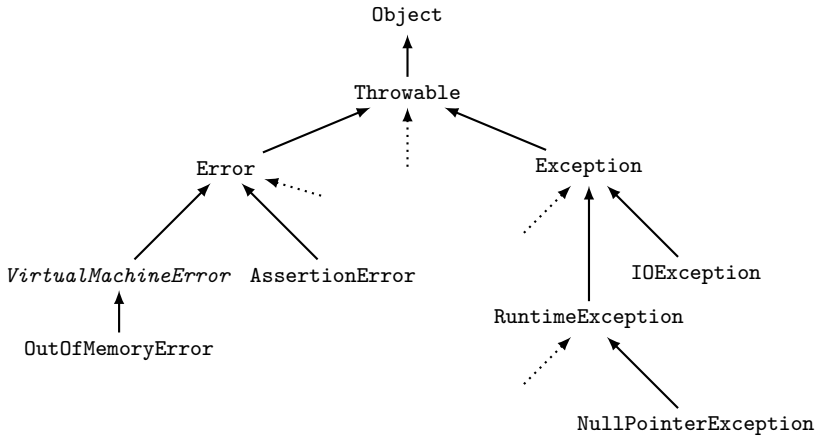 Object
Throwable
Error
Exception
VirtualMachineError
AssertionError
IOException
RuntimeException
OutOfMemoryError
NullPointerException